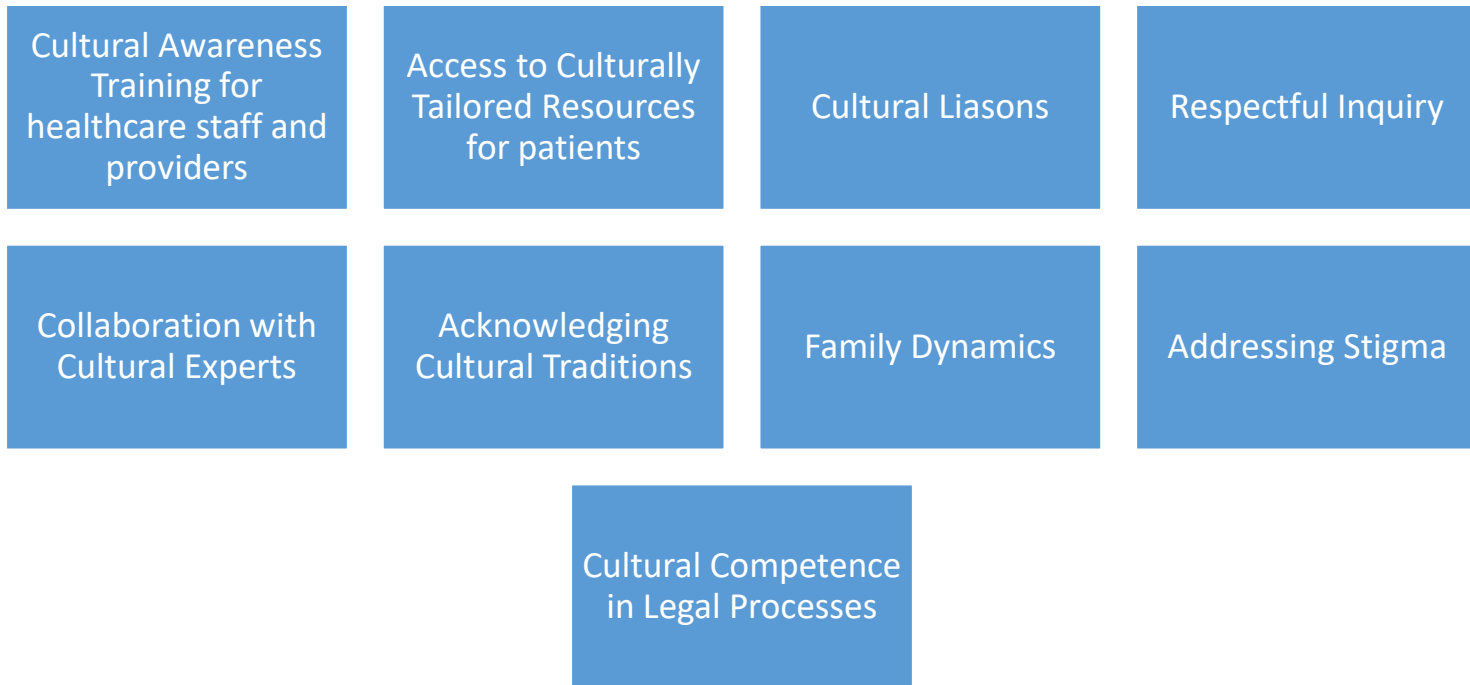 Cultural Awareness
Training for
healthcare staff and
providers
Access to Culturally
Tailored Resources
for patients
Cultural Liasons
Respectful Inquiry
Collaboration with
Cultural Experts
Acknowledging
Cultural Traditions
Family Dynamics
Addressing Stigma
Cultural Competence
in Legal Processes